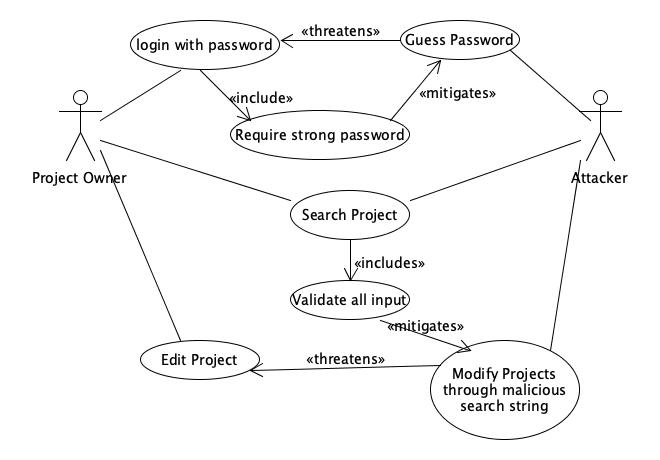 «threatens»
login with password
Guess Password
«include»
«mitigates»
Require strong password
Project Owner
Attacker
Search Project
«includes»
Validate all input
«mitigates»
Edit Project
«threatens»
Modify Projects
through malicious
search string